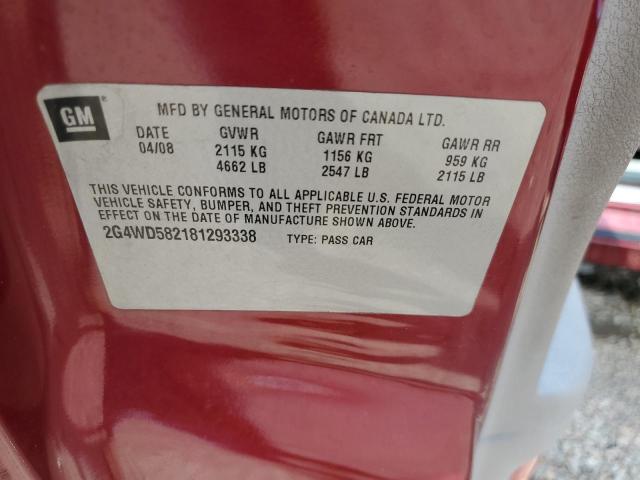 GM ®
MFD BY GENERAL MOTORS OF CANADA LTD.
DATE GVWR GAWR FRT GAWR RR
04/08 2115 KG 1156 KG 959 KG
4662 LB 2547 LB 2115 LB
THIS VEHICLE CONFORMS TO ALL APPLICABLE U.S. FEDERAL MOTOR
VEHICLE SAFETY, BUMPER, AND THEFT PREVENTION STANDARDS IN
EFFECT ON THE DATE OF MANUFACTURE SHOWN ABOVE.
2G4WD582181293338 TYPE: PASS CAR